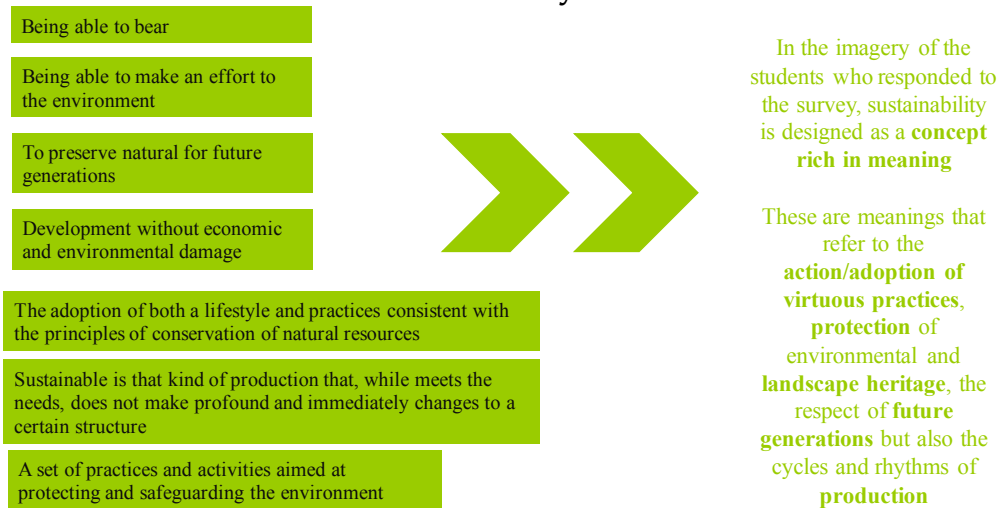 Being able to bear
Being able to make an effort to
the environment
To preserve natural for future
generations
Development without economic
and environmental damage
The adoption of both a lifestyle and practices consistent with
the principles of conservation of natural resources
Sustainable is that kind of production that, while meets the
needs, does not make profound and immediately changes to a
certain structure
A set of practices and activities aimed at
protecting and safeguarding the environment
In the imagery of the
students who responded to
the survey, sustainability
is designed as a concept
rich in meaning
These are meanings that
refer to the
action/adoption of
virtuous practices,
protection of
environmental and
landscape heritage, the
respect of future
generations but also the
cycles and rhythms of
production